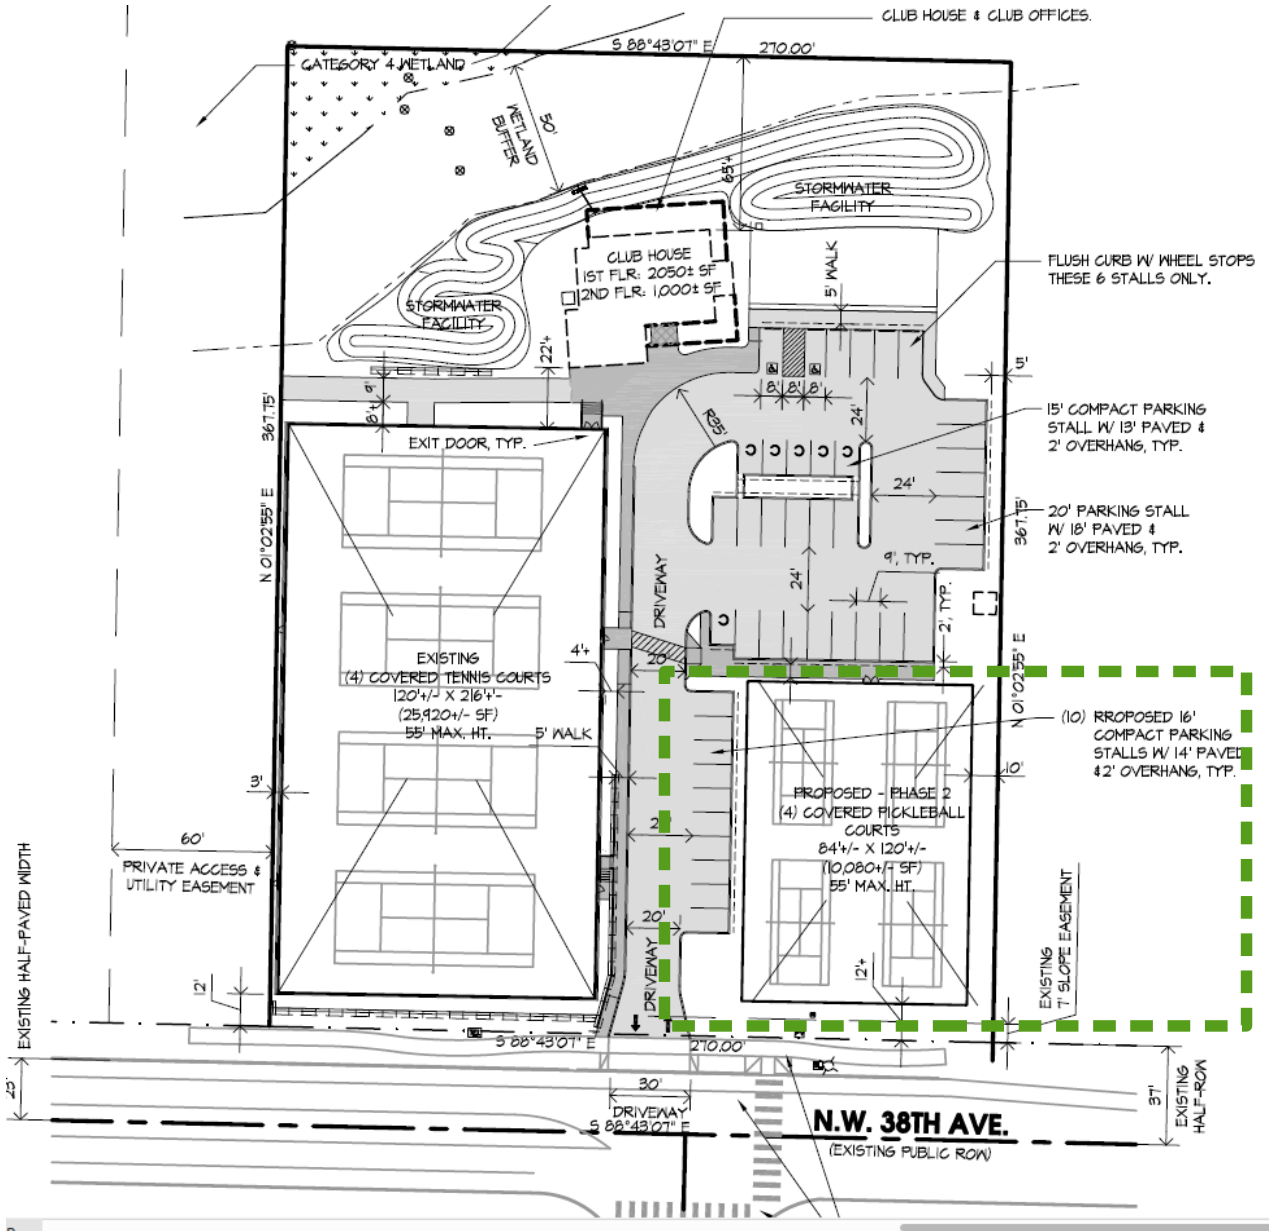 CLUB HOUSE & CLUB OFFICES.
S 88°43'07" E
270.00'
CATEGORY 4 WETLAND
50'
WETLAND
BUFFER
65'+
STORMWATER
FACILITY
CLUB HOUSE
1ST FLR: 2050± SF
2ND FLR: 1,000± SF
5' WALK
FLUSH CURB W/ WHEEL STOPS
THESE 6 STALLS ONLY.
STORMWATER
FACILITY
22'+
9'
8'+
5'
8'
8'
8'
24'
R35'
367.75'
N 01°02'55" E
EXIT DOOR, TYP.
15' COMPACT PARKING
STALL W/ 13' PAVED &
2' OVERHANG, TYP.
C C C C C
24'
20' PARKING STALL
W/ 18' PAVED &
2' OVERHANG, TYP.
367.75'
N 01°02'55" E
9', TYP.
24'
2', TYP.
DRIVEWAY
C
4'+
20'
EXISTING
(4) COVERED TENNIS COURTS
120'+/- X 216'+'-
(25,920+/- SF)
55' MAX. HT.
5' WALK
(10) RROPOSED 16'
COMPACT PARKING
STALLS W/ 14' PAVED
& 2' OVERHANG, TYP.
10'
3'
PROPOSED - PHASE 2
(4) COVERED PICKLEBALL
COURTS
84'+/- X 120'+/-
(10,080+/- SF)
55' MAX. HT.
60'
PRIVATE ACCESS &
UTILITY EASEMENT
EXISTING HALF-PAVED WIDTH
20'
DRIVEWAY
12'
12'+
EXISTING
7' SLOPE EASEMENT
S 88°43'07" E
270.00'
25'
30'
DRIVEWAY
S 88°43'07" E
N.W. 38TH AVE.
(EXISTING PUBLIC ROW)
37'
EXISTING
HALF-ROW